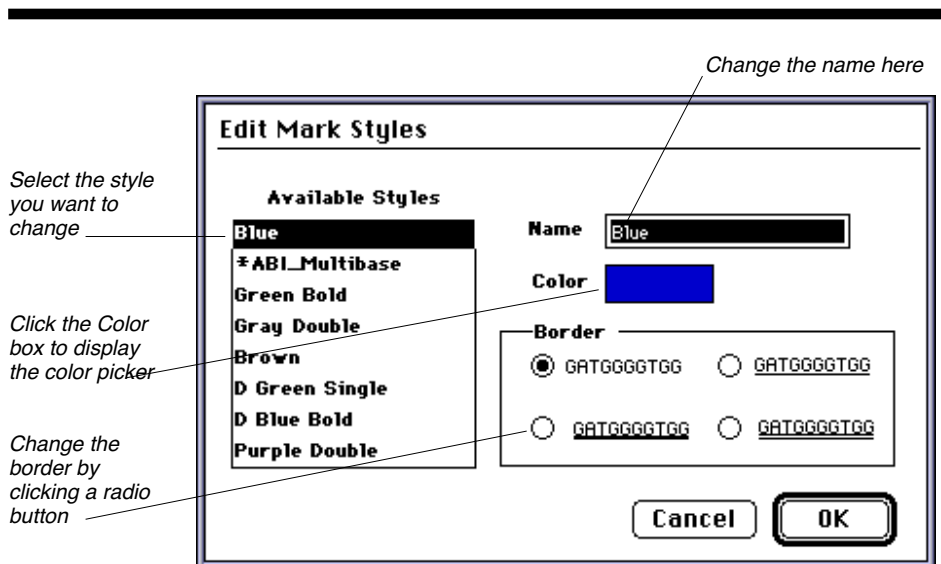 Change the name here
Edit Mark Styles
Select the style
you want to
change
Available Styles
Blue
*ABI_Multibase
Green Bold
Gray Double
Brown
D Green Single
D Blue Bold
Purple Double
Name Blue
Color
Click the Color
box to display
the color picker
Border
GATGGGGTGG GATGGGGTGG
GATGGGGTGG GATGGGGTGG
Change the
border by
clicking a radio
button
Cancel OK